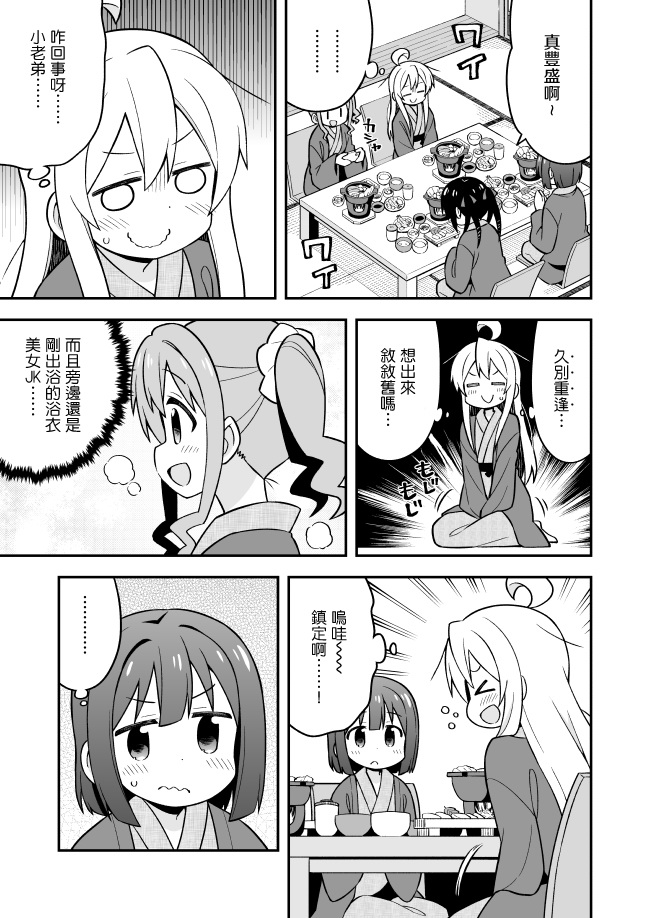 真豐盛啊~
ワイ
カシャ
ワイ
…………
咋回事呀……
小老弟……
久別重逢…
想出來
敘敘舊嗎…
もじ
もじ
而且旁邊還是
剛出浴的浴衣
美女JK……
嗚哇~~~
鎮定啊……!
…………